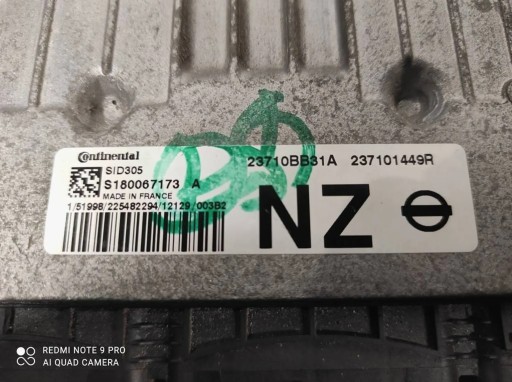 Continental
SID305
S180067173 A
MADE IN FRANCE
1/51998/225482294/12129/003B2
23710BB31A 237101449R
NZ
REDMI NOTE 9 PRO
AI QUAD CAMERA